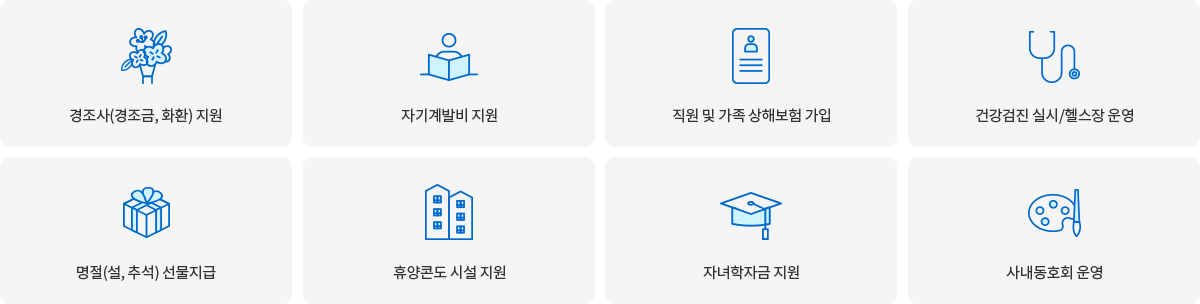 경조사(경조금, 화환) 지원
자기계발비 지원
직원 및 가족 상해보험 가입
건강검진 실시/헬스장 운영
명절(설, 추석) 선물지급
휴양콘도 시설 지원
자녀학자금 지원
사내동호회 운영